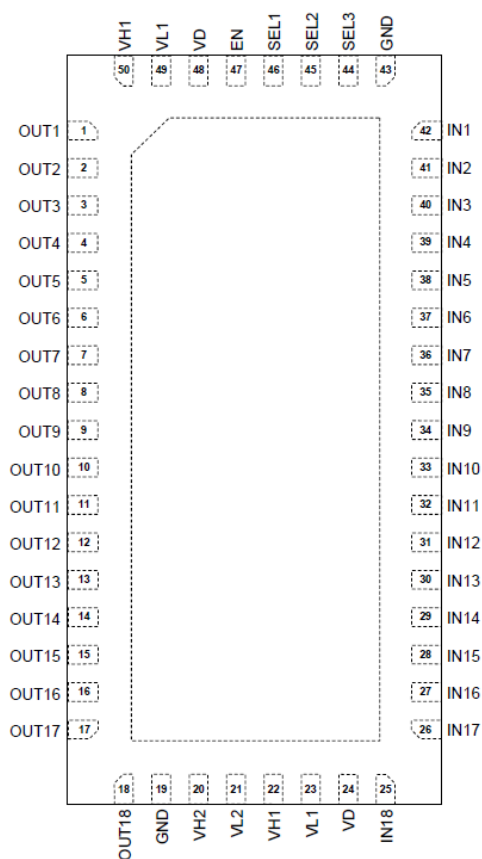 VH1 VL1 VD EN SEL1 SEL2 SEL3 GND
50 49 48 47 46 45 44 43
OUT1 1 42 IN1
OUT2 2 41 IN2
OUT3 3 40 IN3
OUT4 4 39 IN4
OUT5 5 38 IN5
OUT6 6 37 IN6
OUT7 7 36 IN7
OUT8 8 35 IN8
OUT9 9 34 IN9
OUT10 10 33 IN10
OUT11 11 32 IN11
OUT12 12 31 IN12
OUT13 13 30 IN13
OUT14 14 29 IN14
OUT15 15 28 IN15
OUT16 16 27 IN16
OUT17 17 26 IN17
18 19 20 21 22 23 24 25
OUT18 GND VH2 VL2 VH1 VL1 VD IN18